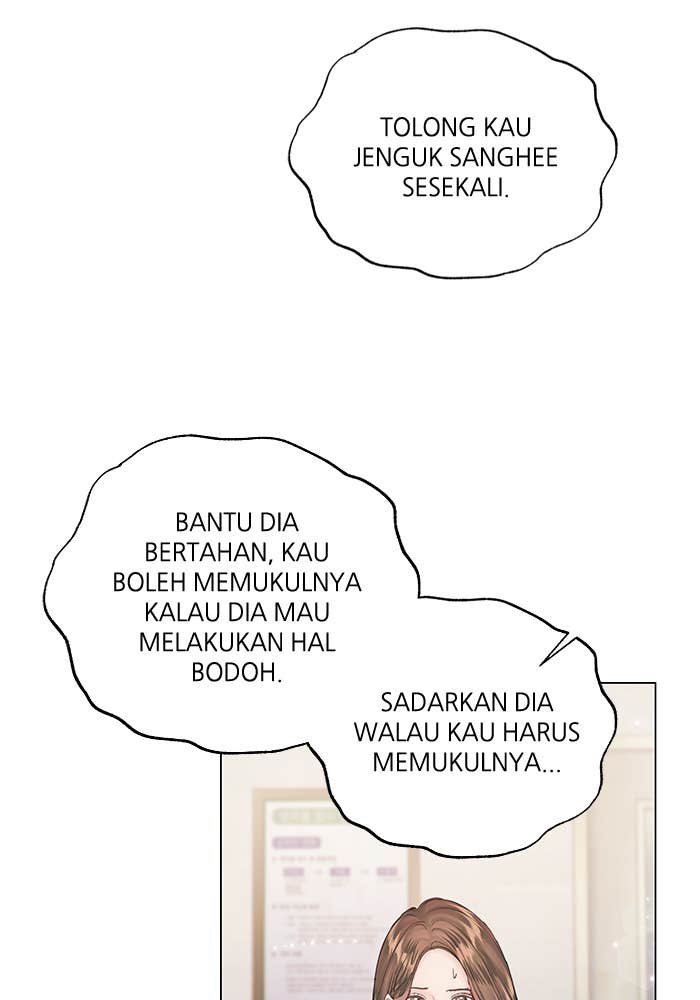 TOLONG KAU
JENGUK SANGHEE
SESEKALI.
BANTU DIA
BERTAHAN, KAU
BOLEH MEMUKULNYA
KALAU DIA MAU
MELAKUKAN HAL
BODOH.
SADARKAN DIA
WALAU KAU HARUS
MEMUKULNYA...